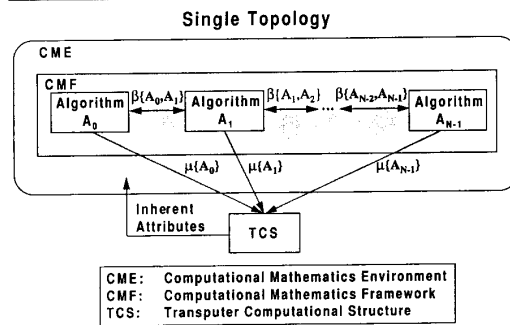 Single Topology
CME
CMF
β{A0,A1} β{A1,A2} β{AN-2,AN-1}
Algorithm A0
Algorithm A1
...
Algorithm AN-1
μ{A0} μ{A1} μ{AN-1}
Inherent
Attributes
TCS
CME: Computational Mathematics Environment
CMF: Computational Mathematics Framework
TCS: Transputer Computational Structure